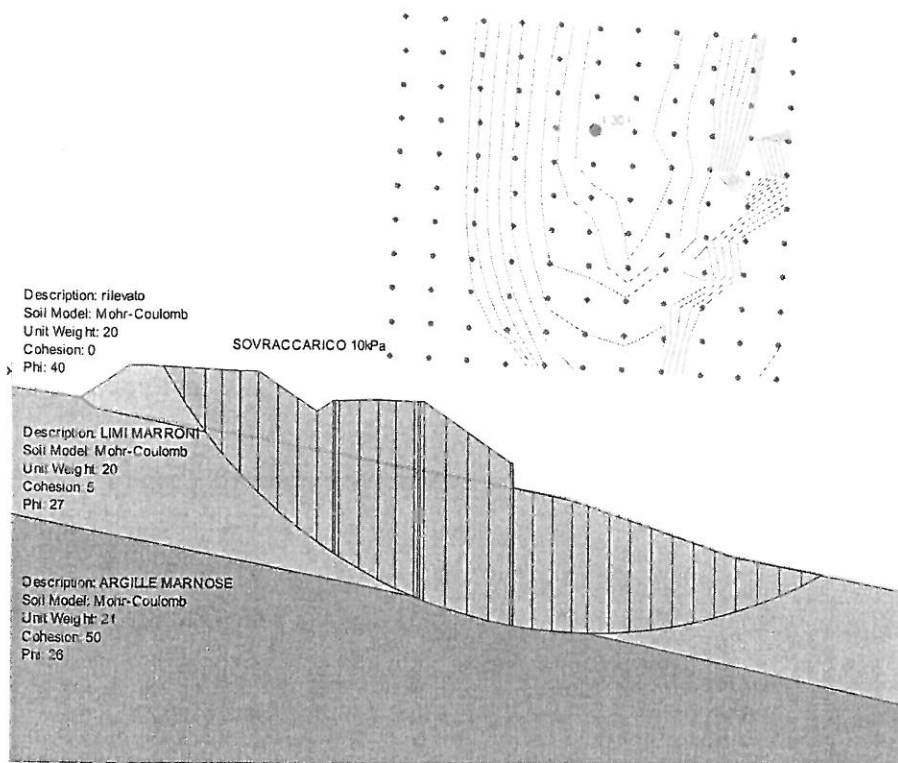 Description: rilevato
Soil Model: Mohr-Coulomb
Unit Weight: 20
Cohesion: 0
Phi: 40
SOVRACCARICO 10kPa
Description: LIMI MARRONI
Soil Model: Mohr-Coulomb
Unit Weight: 20
Cohesion: 5
Phi: 27
Description: ARGILLE MARNOSE
Soil Model: Mohr-Coulomb
Unit Weight: 21
Cohesion: 50
Phi: 26